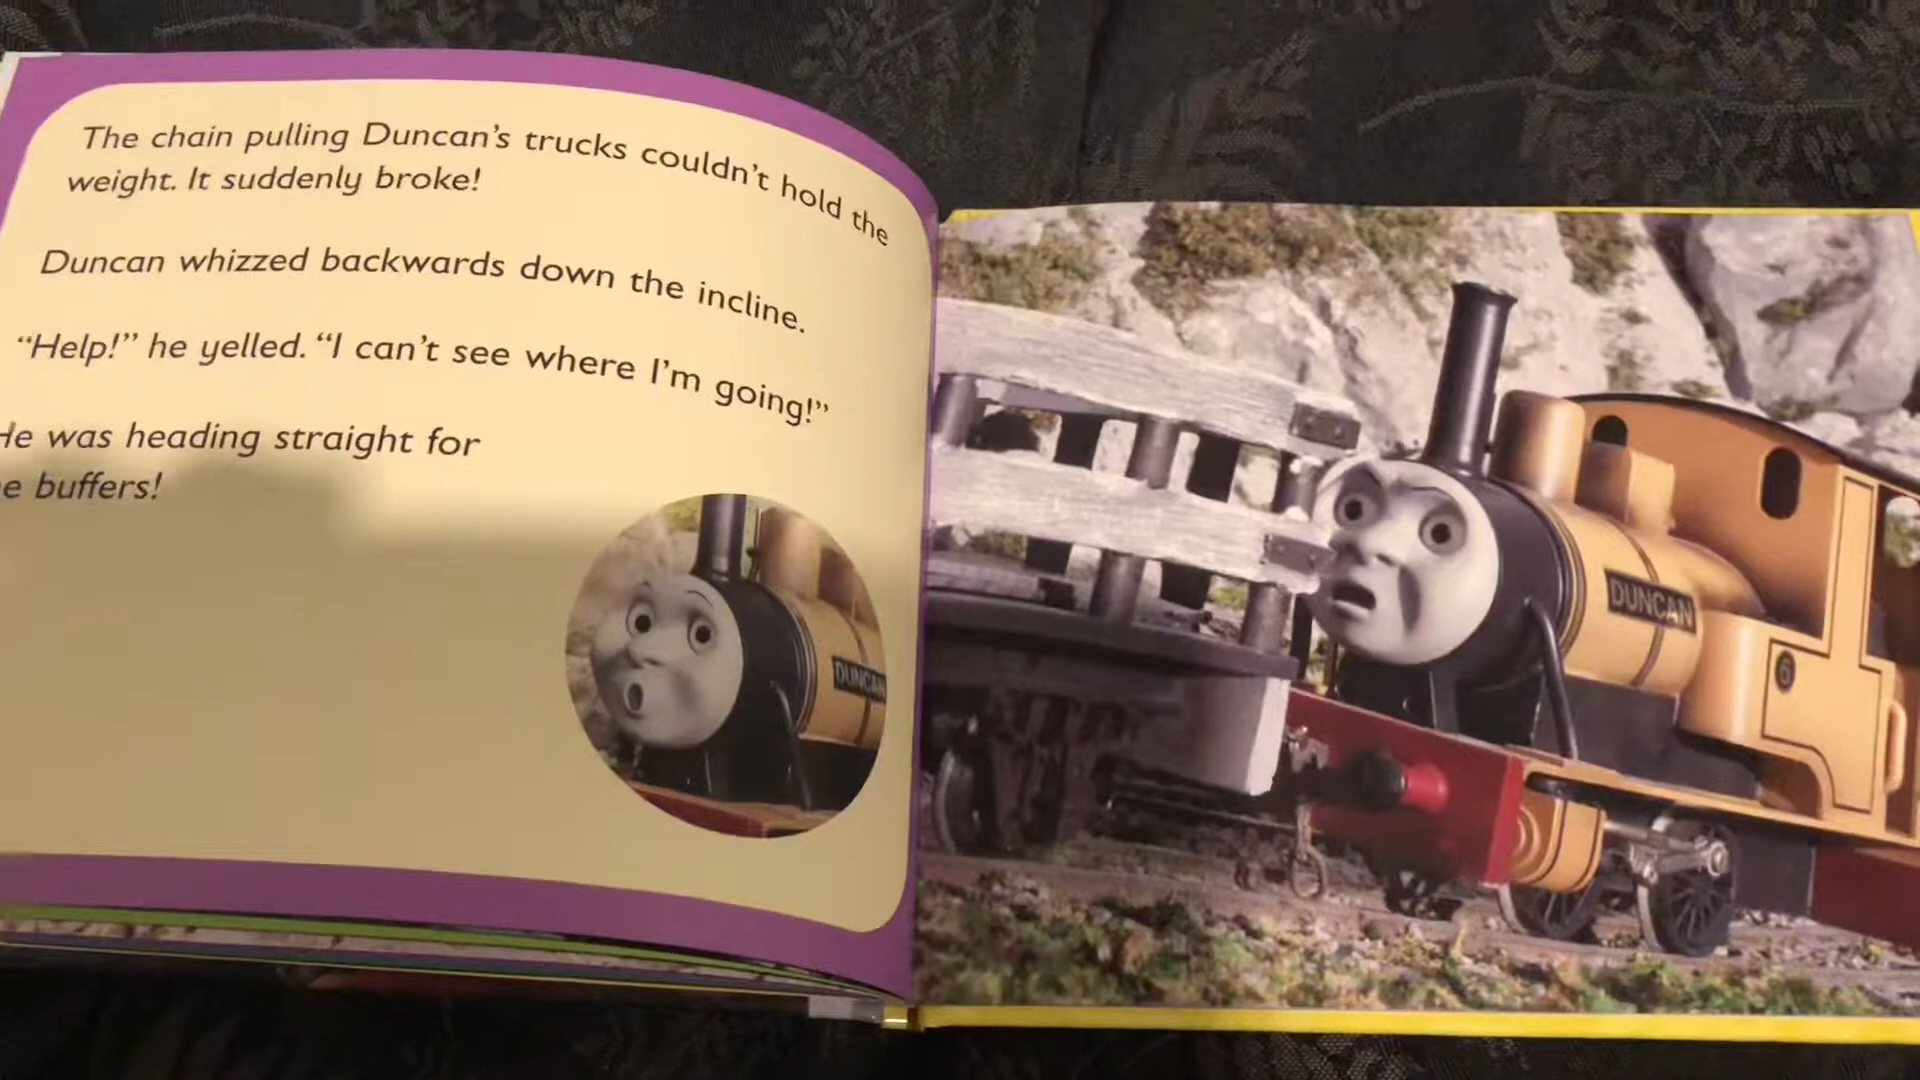 The chain pulling Duncan's trucks couldn't hold the
weight. It suddenly broke!
Duncan whizzed backwards down the incline.
“Help!” he yelled. “I can't see where I'm going!”
He was heading straight for
e buffers!
DUNCAN
DUNCAN
6